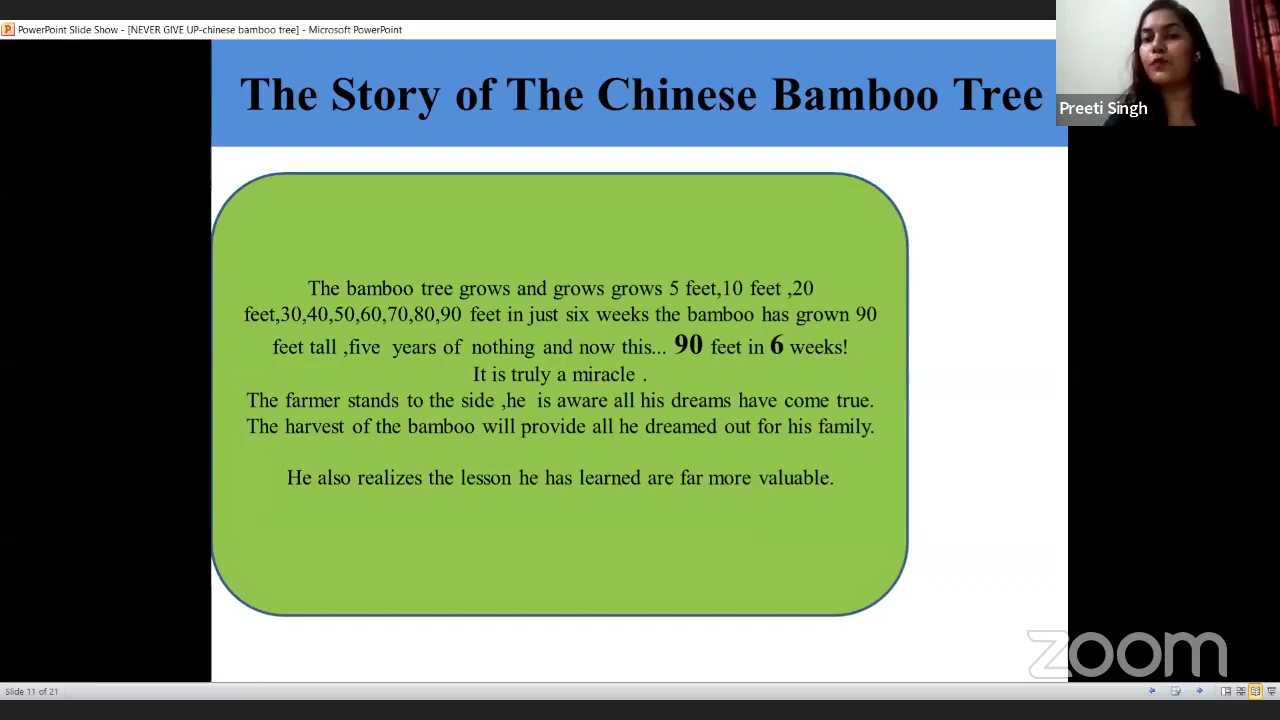 PowerPoint Slide Show - [NEVER GIVE UP-chinese bamboo tree] - Microsoft PowerPoint
The Story of The Chinese Bamboo Tree
Preeti Singh
The bamboo tree grows and grows grows 5 feet,10 feet ,20
feet,30,40,50,60,70,80,90 feet in just six weeks the bamboo has grown 90
feet tall ,five years of nothing and now this... 90 feet in 6 weeks!
It is truly a miracle .
The farmer stands to the side ,he is aware all his dreams have come true.
The harvest of the bamboo will provide all he dreamed out for his family.
He also realizes the lesson he has learned are far more valuable.
zoom
Slide 11 of 21